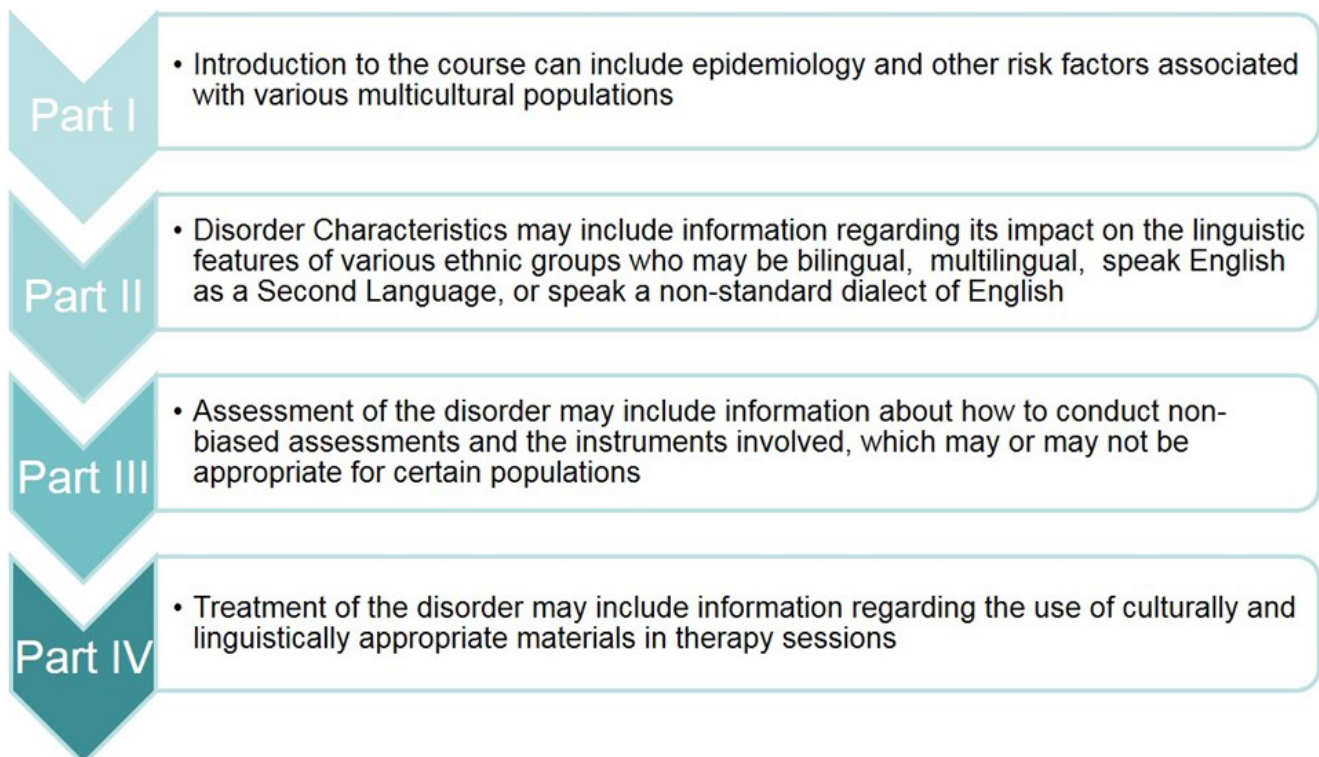 Part I
• Introduction to the course can include epidemiology and other risk factors associated
with various multicultural populations
Part II
• Disorder Characteristics may include information regarding its impact on the linguistic
features of various ethnic groups who may be bilingual, multilingual, speak English
as a Second Language, or speak a non-standard dialect of English
Part III
• Assessment of the disorder may include information about how to conduct non-
biased assessments and the instruments involved, which may or may not be
appropriate for certain populations
Part IV
• Treatment of the disorder may include information regarding the use of culturally and
linguistically appropriate materials in therapy sessions